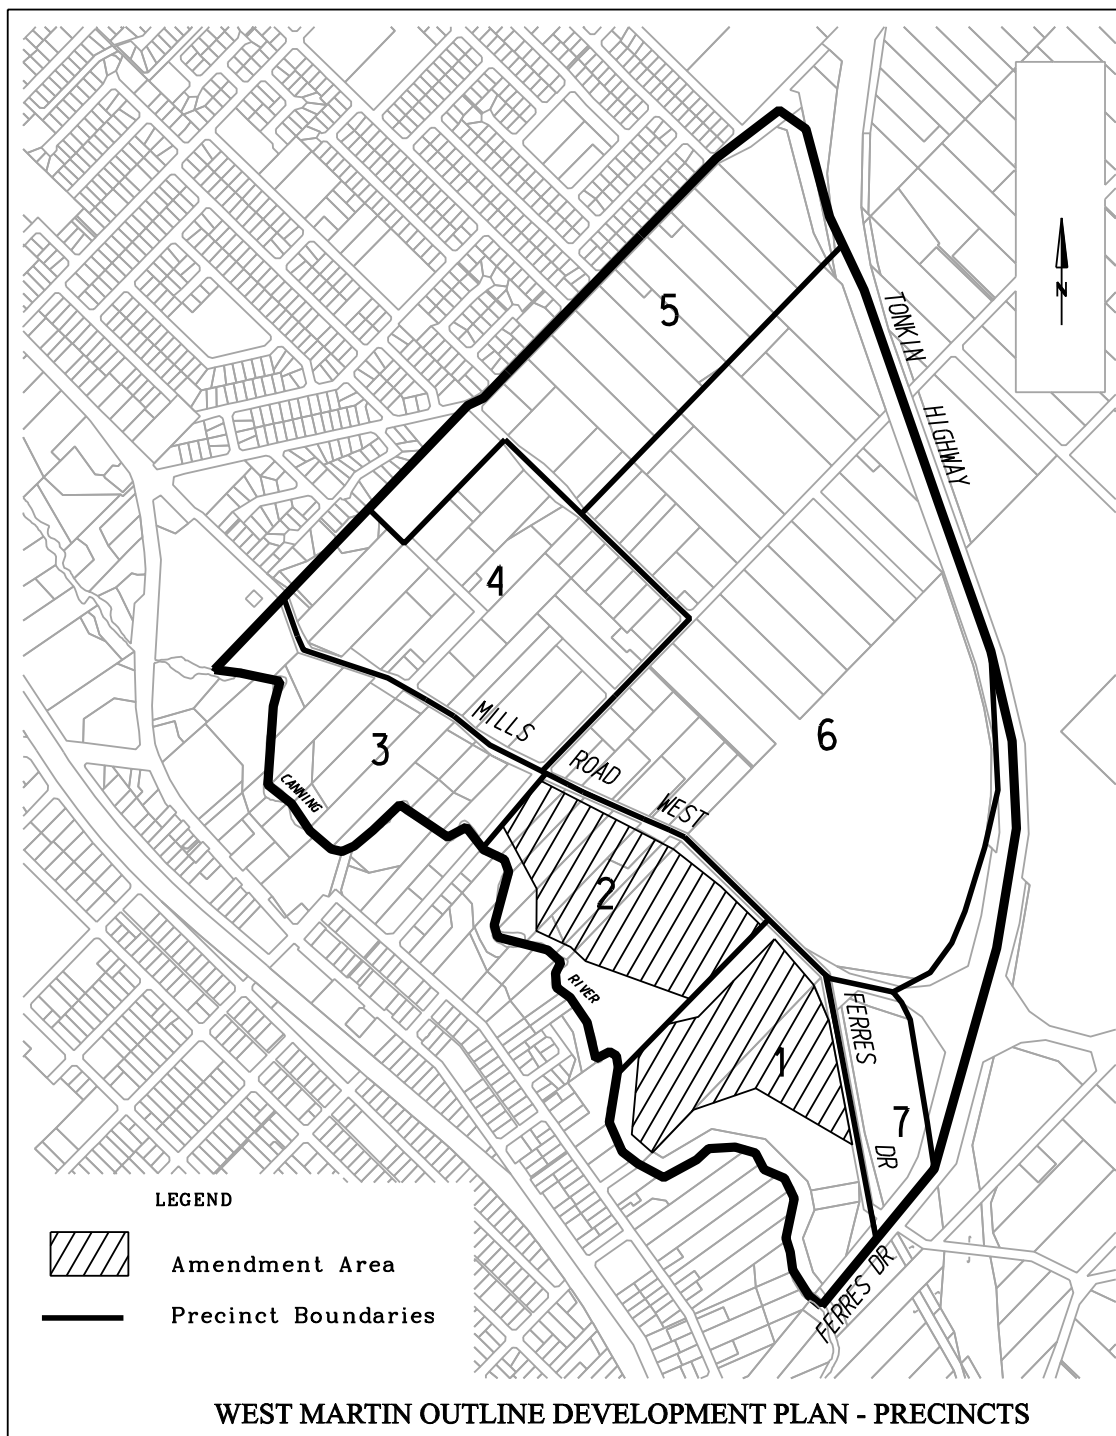 5
TONKIN
HIGHWAY
N
4
6
MILLS
ROAD
WEST
3
CANNING
2
RIVER
1
FERRES
DR
7
FERRES DR
LEGEND
Amendment Area
Precinct Boundaries
WEST MARTIN OUTLINE DEVELOPMENT PLAN - PRECINCTS